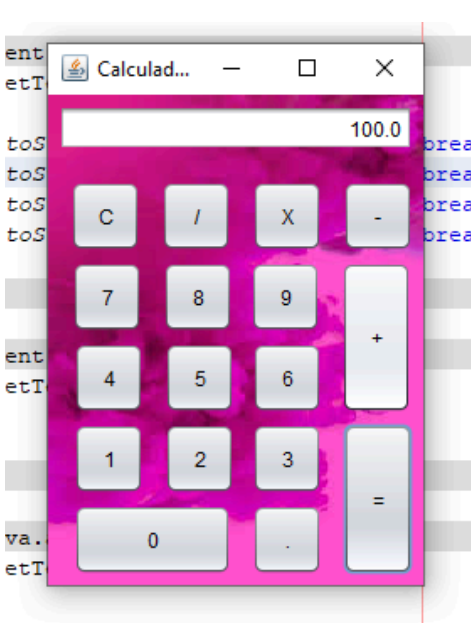 ent
Calculad...
etT
100.0
toS brea
toS brea
toS brea
toS brea
C / X -
7 8 9
+
ent
4 5 6
etT
1 2 3
=
0 .
va.
etT